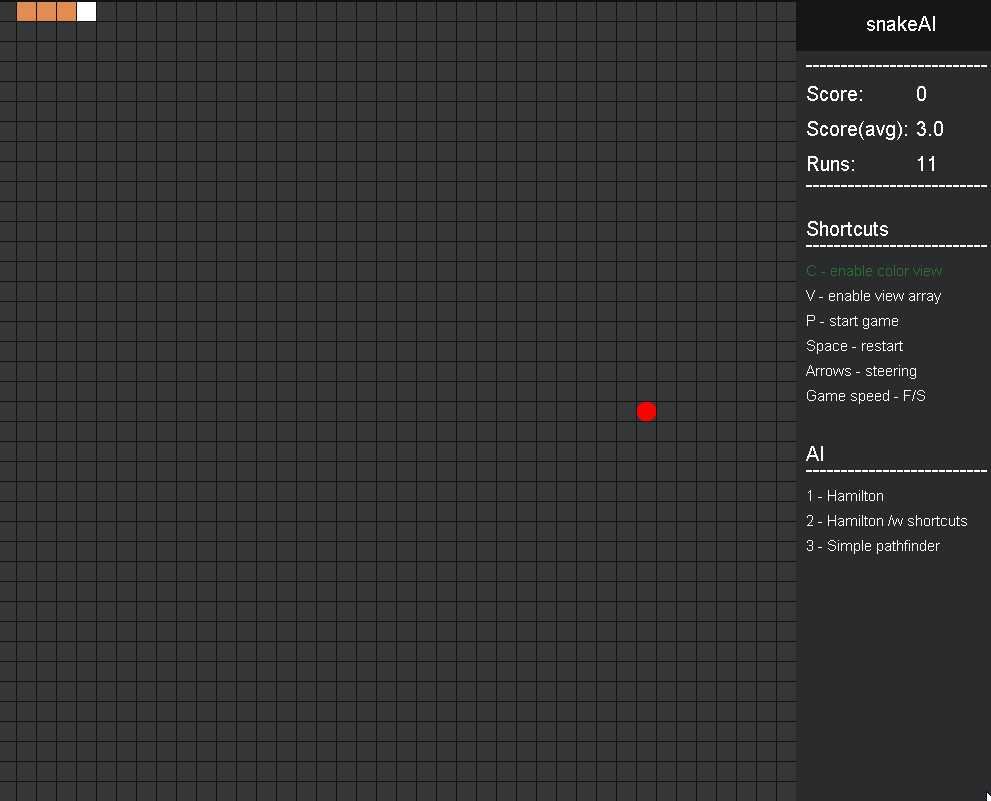 snakeAI
Score: 0
Score(avg): 3.0
Runs: 11
Shortcuts
C - enable color view
V - enable view array
P - start game
Space - restart
Arrows - steering
Game speed - F/S
AI
1 - Hamilton
2 - Hamilton /w shortcuts
3 - Simple pathfinder